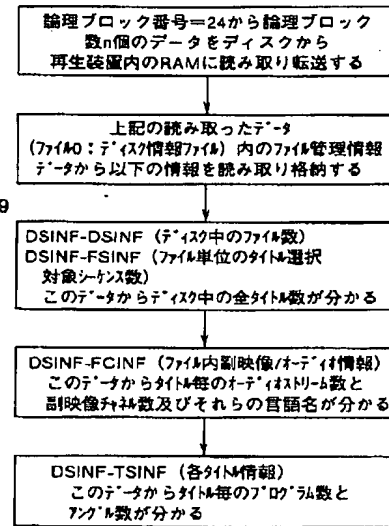 論理ブロック番号=24から論理ブロック
数n個のデータをディスクから
再生装置内のRAMに読み取り転送する
上記の読み取ったデータ
(ファイル0:ディスク情報ファイル)内のファイル管理情報
データから以下の情報を読み取り格納する
9
DSINF-DSINF(ディスク中のファイル数)
DSINF-FSINF(ファイル単位のタイトル選択
対象シーケンス数)
このデータからディスク中の全タイトル数が分かる
DSINF-FCINF(ファイル内副映像/オーディオ情報)
このデータからタイトル毎のオーディオストリーム数と
副映像チャネル数及びそれらの言語名が分かる
DSINF-TSINF(各タイトル情報)
このデータからタイトル毎のプログラム数と
アングル数が分かる